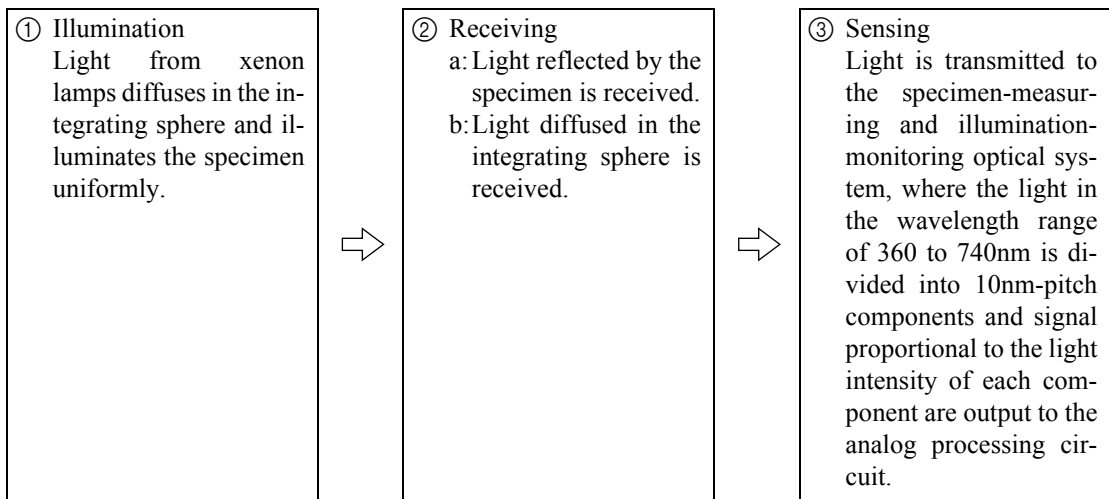 ① Illumination
Light from xenon
lamps diffuses in the in-
tegrating sphere and il-
luminates the specimen
uniformly.
② Receiving
a: Light reflected by the
specimen is received.
b: Light diffused in the
integrating sphere is
received.
③ Sensing
Light is transmitted to
the specimen-measur-
ing and illumination-
monitoring optical sys-
tem, where the light in
the wavelength range
of 360 to 740nm is di-
vided into 10nm-pitch
components and signal
proportional to the light
intensity of each com-
ponent are output to the
analog processing cir-
cuit.